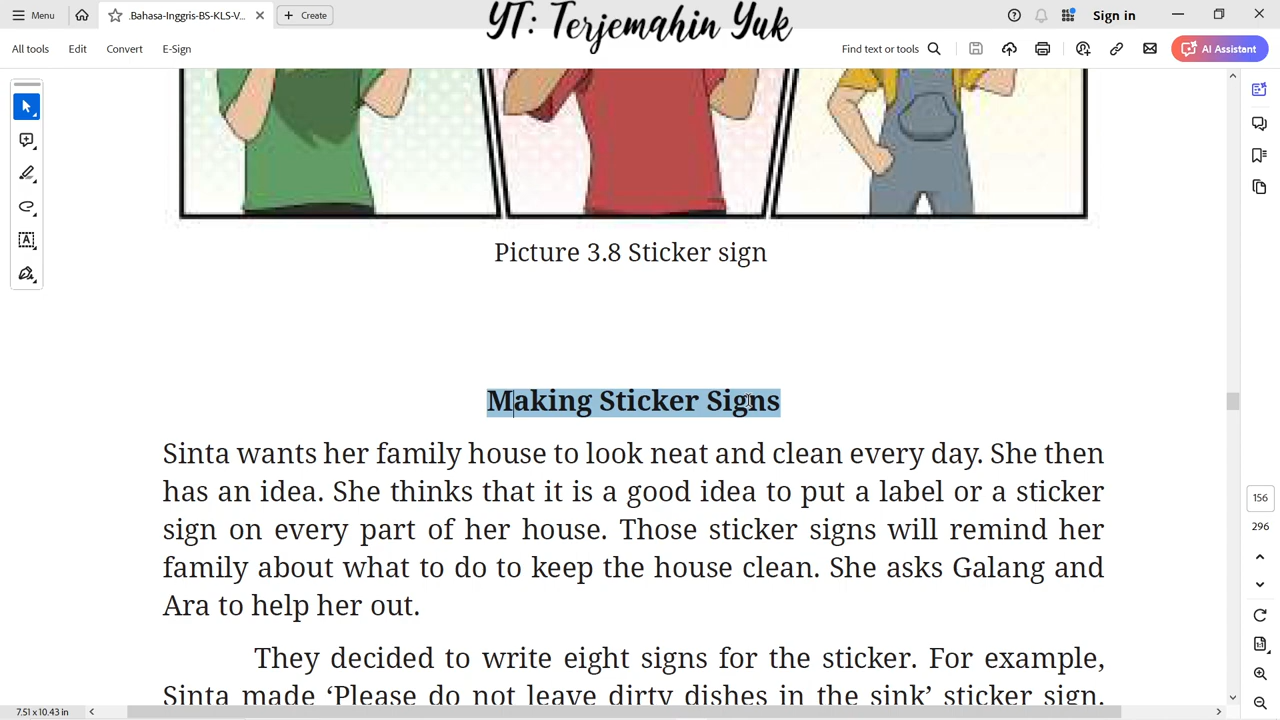 Menu
.Bahasa-Inggris-BS-KLS-V...
Create
YT: Terjemahin Yuk
Sign in
All tools
Edit
Convert
E-Sign
Find text or tools
AI Assistant
Picture 3.8 Sticker sign
Making Sticker Signs
Sinta wants her family house to look neat and clean every day. She then
has an idea. She thinks that it is a good idea to put a label or a sticker
sign on every part of her house. Those sticker signs will remind her
family about what to do to keep the house clean. She asks Galang and
Ara to help her out.
They decided to write eight signs for the sticker. For example,
Sinta made ‘Please do not leave dirty dishes in the sink’ sticker sign.
156
296
7.51 x 10.43 in